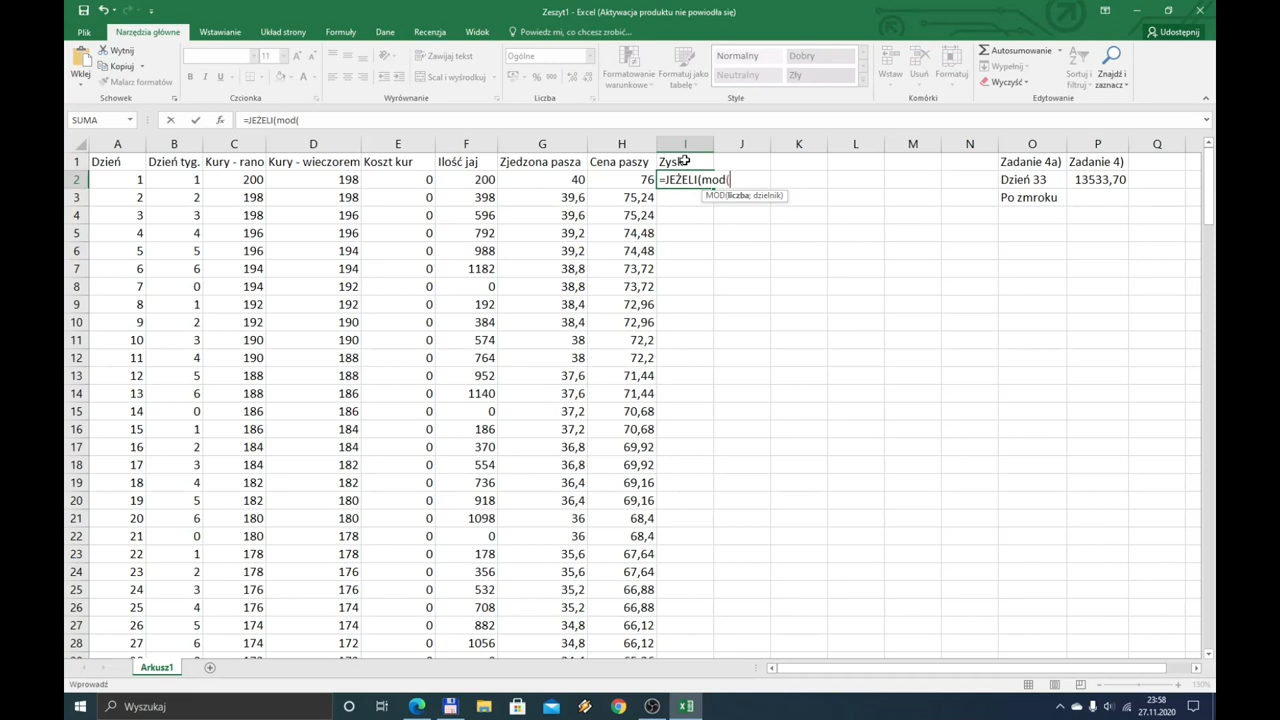 Zeszyt1 - Excel (Aktywacja produktu nie powiodła się)
Plik Narzędzia główne Wstawianie Układ strony Formuły Dane Recenzja Widok Powiedz mi, co chcesz zrobić... Udostępnij
Wklej Wytnij Kopiuj Malarz formatów Schowek
11 A A B I U A Czcionka
Zawijaj tekst Scal i wyśrodkuj Wyrównanie
Ogólne % Liczba
Formatowanie warunkowe Formatuj jako tabelę Normalny Dobry Neutralny Zły Style
Wstaw Usuń Formatuj Komórki
Autosumowanie Wypełnij Wyczyść Sortuj i filtruj Znajdź i zaznacz Edytowanie
SUMA fx =JEŻELI(mod(
A B C D E F G H I J K L M N O P Q
1 Dzień Dzień tyg. Kury - rano Kury - wieczorem Koszt kur Ilość jaj Zjedzona pasza Cena paszy Zysk Zadanie 4a) Zadanie 4)
2 1 1 200 198 0 200 40 76 =JEŻELI(mod( Dzień 33 13533,70
MOD(liczba; dzielnik)
3 2 2 198 198 0 396 39,6 75,24 Po zmroku
4 3 3 198 196 0 596 39,6 75,24
5 4 4 196 196 0 792 39,2 74,48
6 5 5 196 194 0 988 39,2 74,48
7 6 6 194 194 0 1182 38,8 73,72
8 7 0 194 192 0 0 38,8 73,72
9 8 1 192 192 0 192 38,4 72,96
10 9 2 192 190 0 384 38,4 72,96
11 10 3 190 190 0 574 38 72,2
12 11 4 190 188 0 764 38 72,2
13 12 5 188 188 0 952 37,6 71,44
14 13 6 188 186 0 1140 37,6 71,44
15 14 0 186 186 0 0 37,2 70,68
16 15 1 186 184 0 186 37,2 70,68
17 16 2 184 184 0 370 36,8 69,92
18 17 3 184 182 0 554 36,8 69,92
19 18 4 182 182 0 736 36,4 69,16
20 19 5 182 180 0 918 36,4 69,16
21 20 6 180 180 0 1098 36 68,4
22 21 0 180 178 0 0 36 68,4
23 22 1 178 178 0 178 35,6 67,64
24 23 2 178 176 0 356 35,6 67,64
25 24 3 176 176 0 532 35,2 66,88
26 25 4 176 174 0 708 35,2 66,88
27 26 5 174 174 0 882 34,8 66,12
28 27 6 174 172 0 1056 34,8 66,12
Arkusz1
Wprowadź 130%
Wyszukaj
23:58
27.11.2020